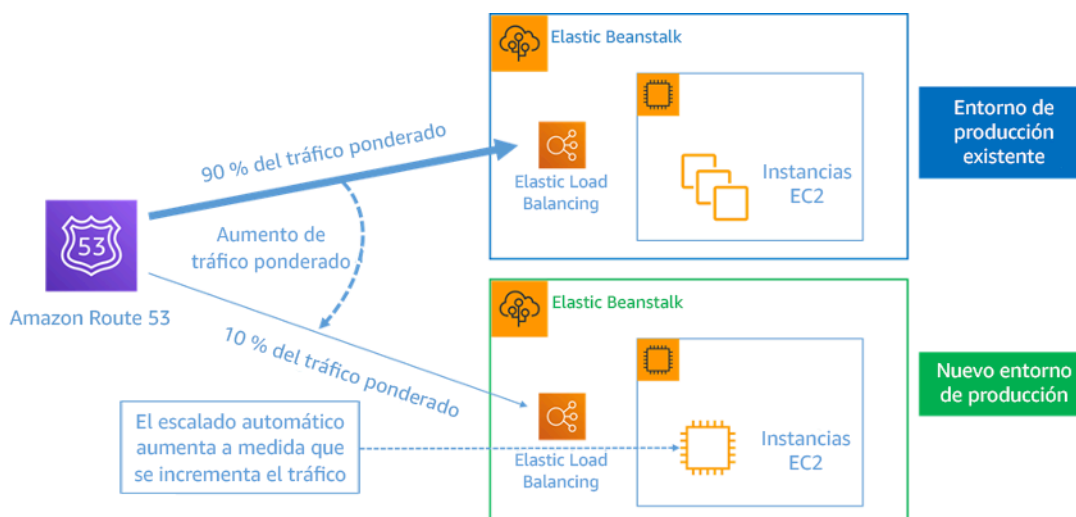 Elastic Beanstalk
90 % del tráfico ponderado
Elastic Load
Balancing
Instancias
EC2
Entorno de
producción
existente
53
Amazon Route 53
Aumento de
tráfico ponderado
10 % del tráfico ponderado
Elastic Beanstalk
El escalado automático
aumenta a medida que
se incrementa el tráfico
Elastic Load
Balancing
Instancias
EC2
Nuevo entorno
de producción